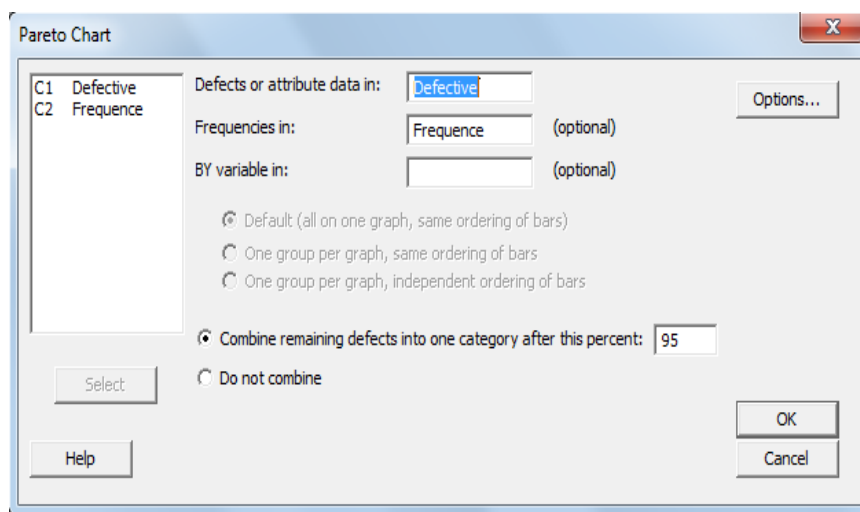 Pareto Chart
X
C1 Defective
C2 Frequence
Defects or attribute data in: Defective
Options...
Frequencies in: Frequence (optional)
BY variable in: (optional)
Default (all on one graph, same ordering of bars)
One group per graph, same ordering of bars
One group per graph, independent ordering of bars
Combine remaining defects into one category after this percent: 95
Select
Do not combine
OK
Help
Cancel